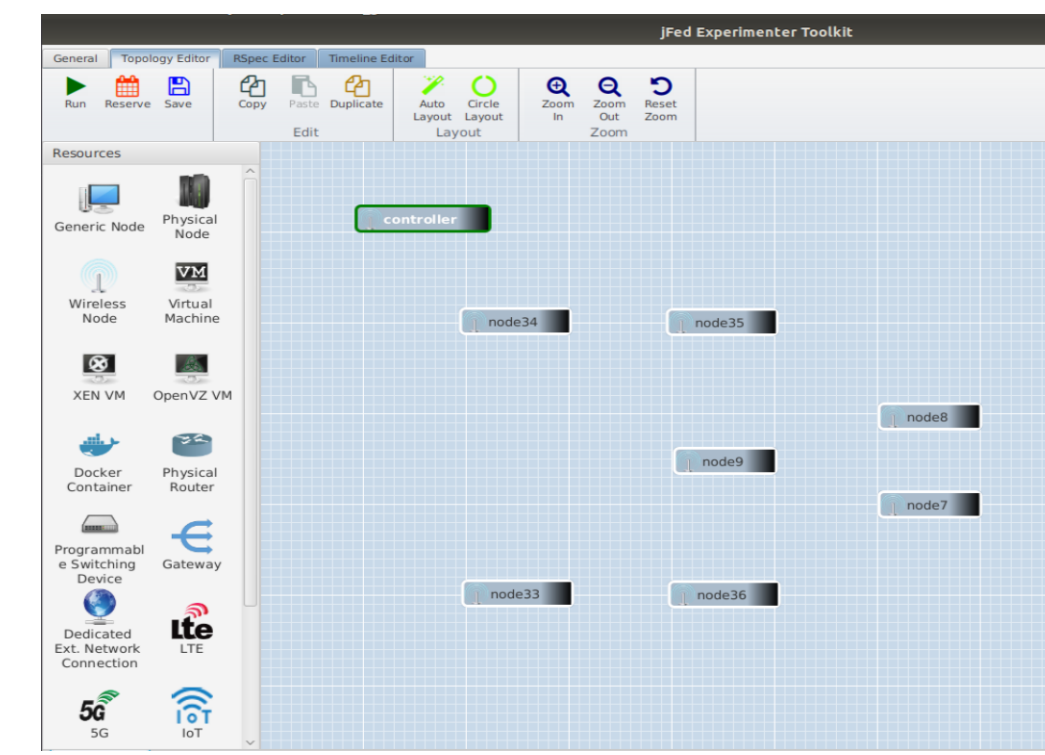 jFed Experimenter Toolkit
General Topology Editor RSpec Editor Timeline Editor
Run Reserve Save Copy Paste Duplicate Auto Layout Circle Layout Zoom In Zoom Out Reset Zoom
Edit Layout Zoom
Resources
Generic Node
Physical
Node
Wireless
Node
VM
Virtual
Machine
XEN VM
OpenVZ VM
Docker
Container
Physical
Router
Programmabl
e Switching
Device
Gateway
Dedicated
Ext. Network
Connection
lte
LTE
5G
5G
IoT
IoT
controller
node34
node35
node8
node9
node7
node33
node36